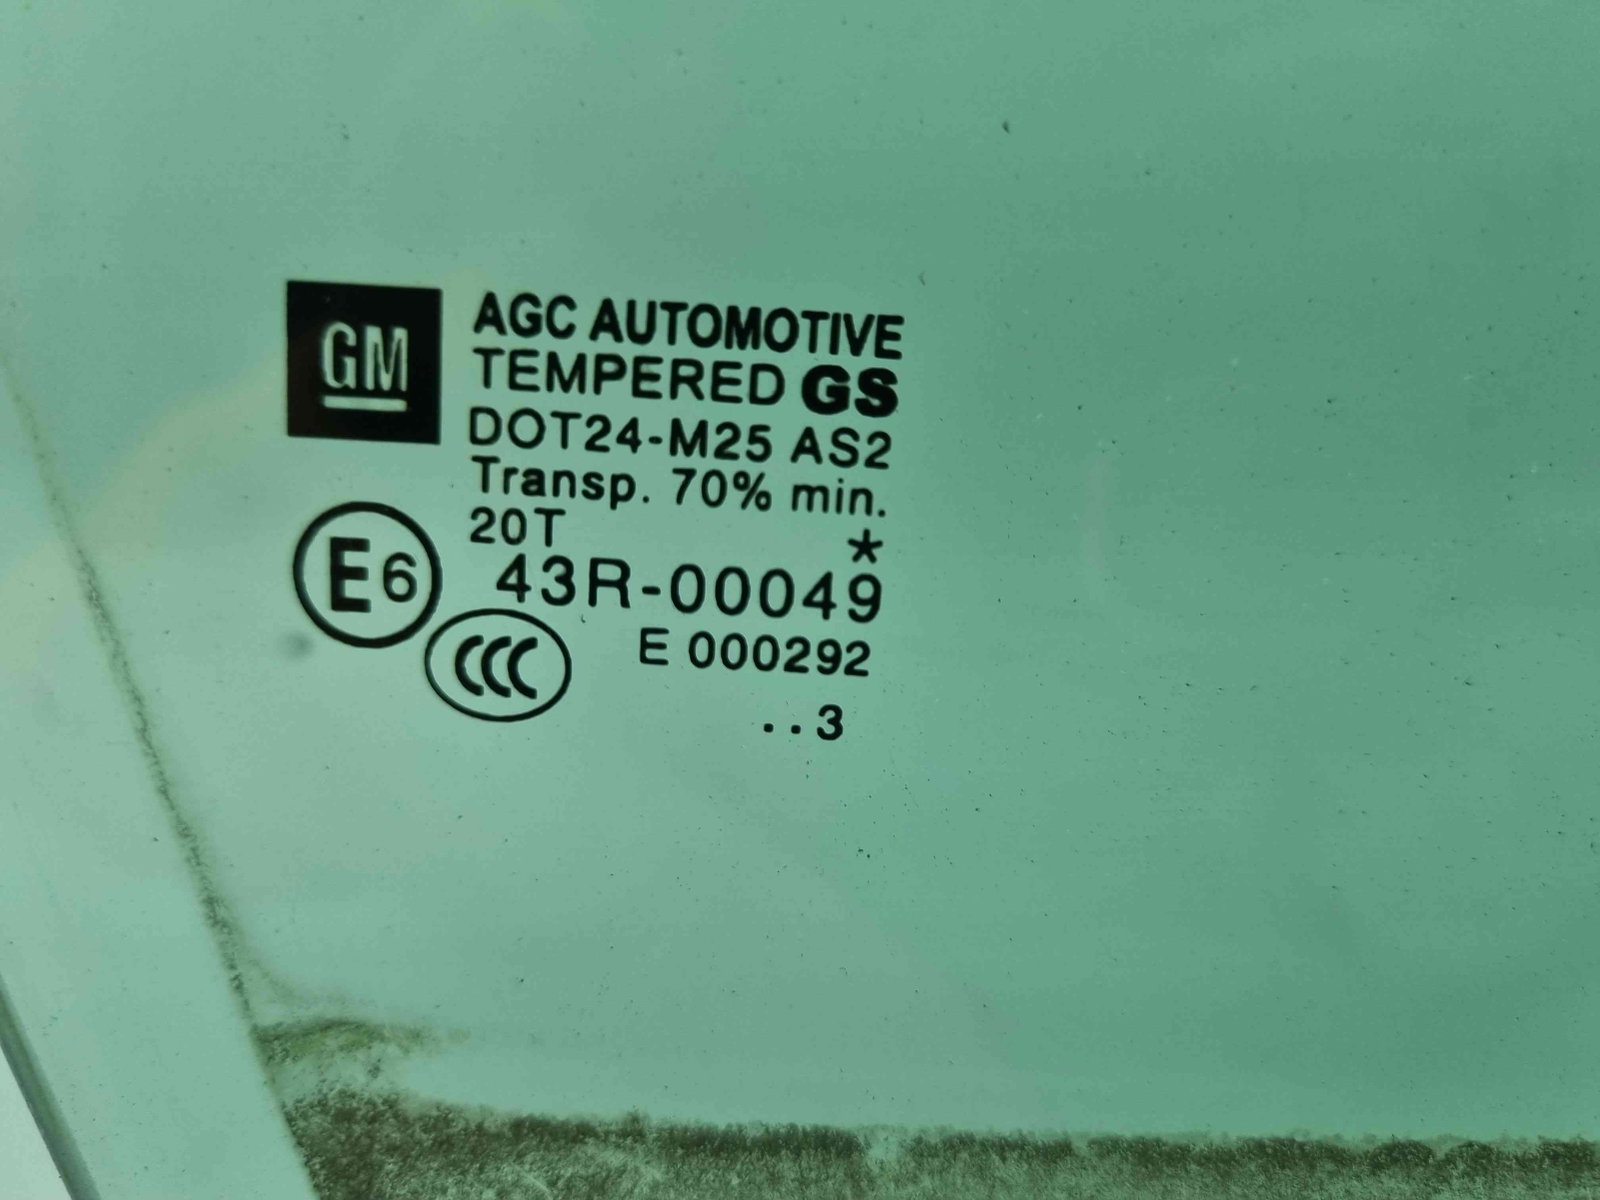 GM
AGC AUTOMOTIVE
TEMPERED GS
DOT24-M25 AS2
Transp. 70% min.
20T *
E6 43R-00049
CCC E 000292
..3